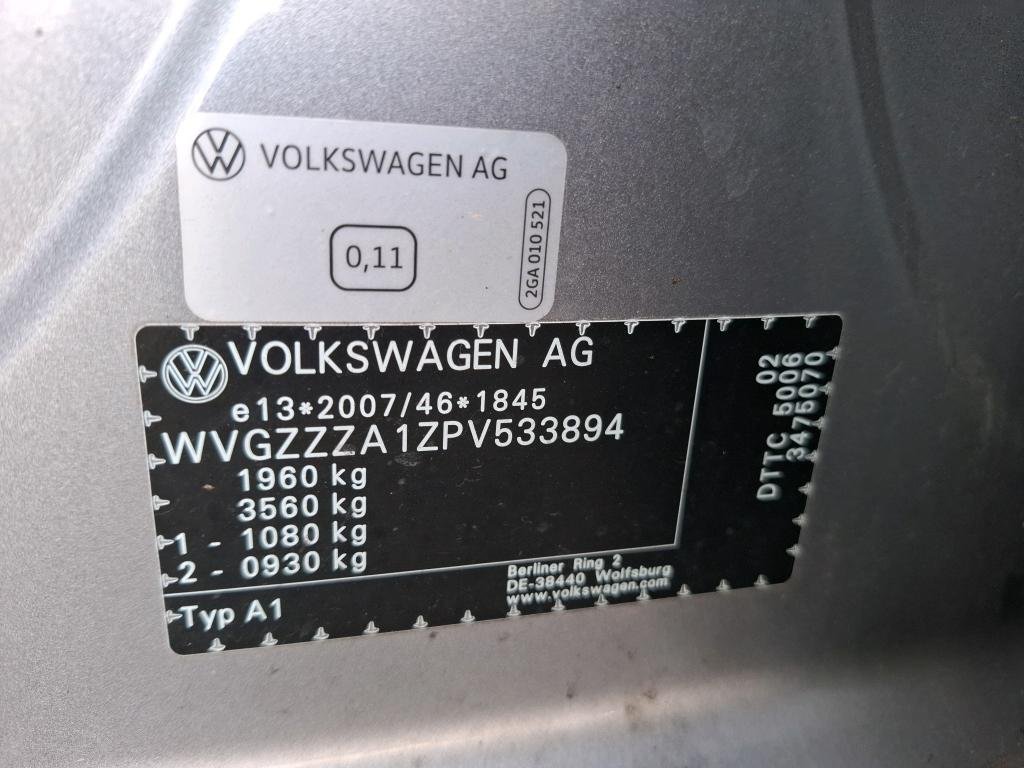 VOLKSWAGEN AG
0,11
2GA 010 521
VOLKSWAGEN AG
e13*2007/46*1845
WVGZZZA1ZPV533894
1960 kg
3560 kg
1 - 1080 kg
2 - 0930 kg
Typ A1
Berliner Ring 2
DE-38440 Wolfsburg
www.volkswagen.com
02
DTTC 5006
3475070